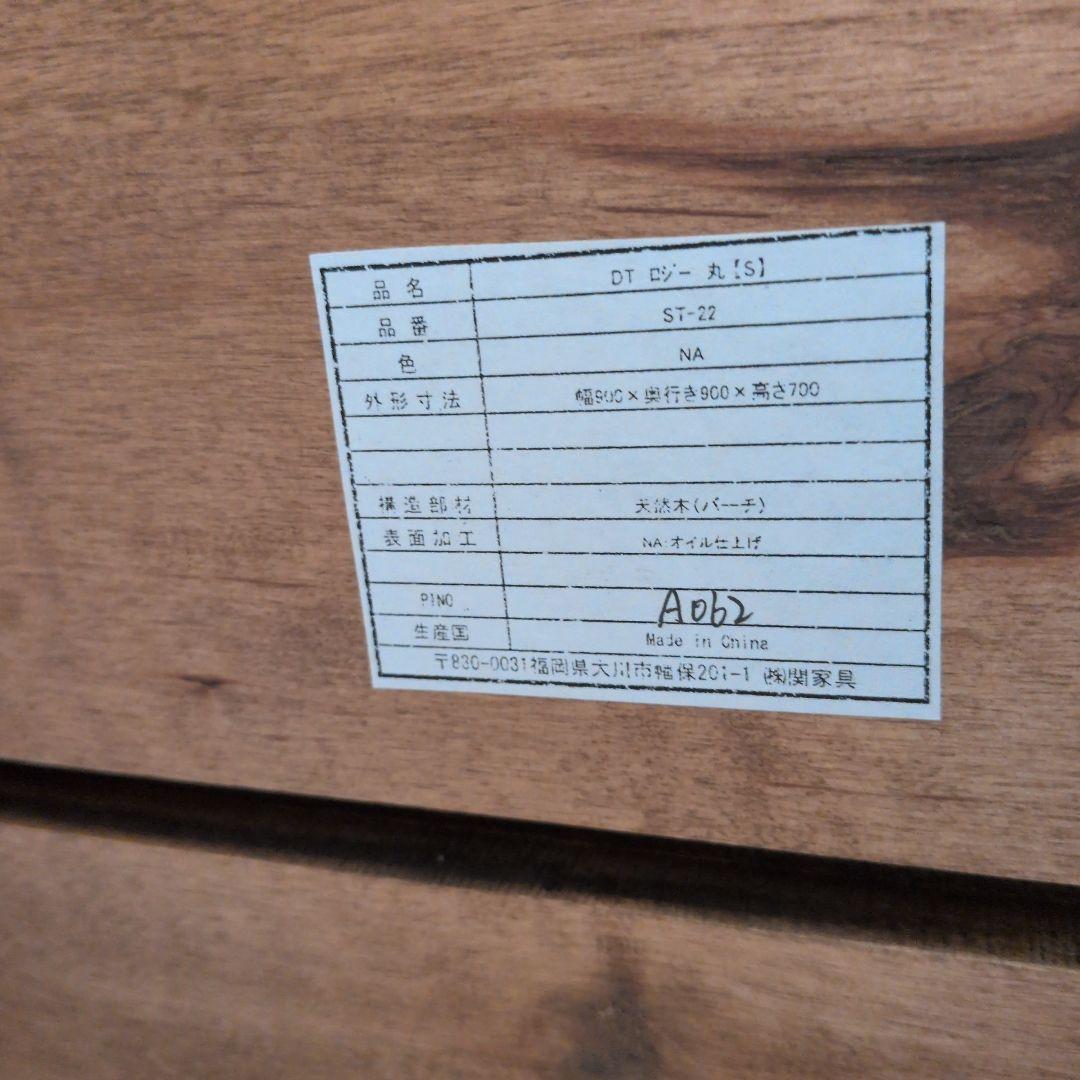 品名 DT ロジー 丸【S】
品番 ST-22
色 NA
外形寸法 幅900×奥行き900×高さ700
構造部材 天然木(バーチ)
表面加工 NA:オイル仕上げ
PINO A062
生産国 Made in China
〒830-0031福岡県大川市幡保201-1 ㈱関家具